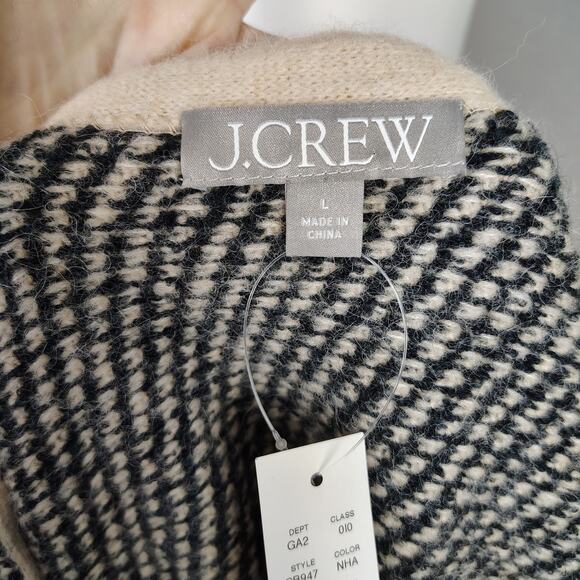 J.CREW
L
MADE IN
CHINA
DEPT CLASS
GA2 010
STYLE COLOR
NHA